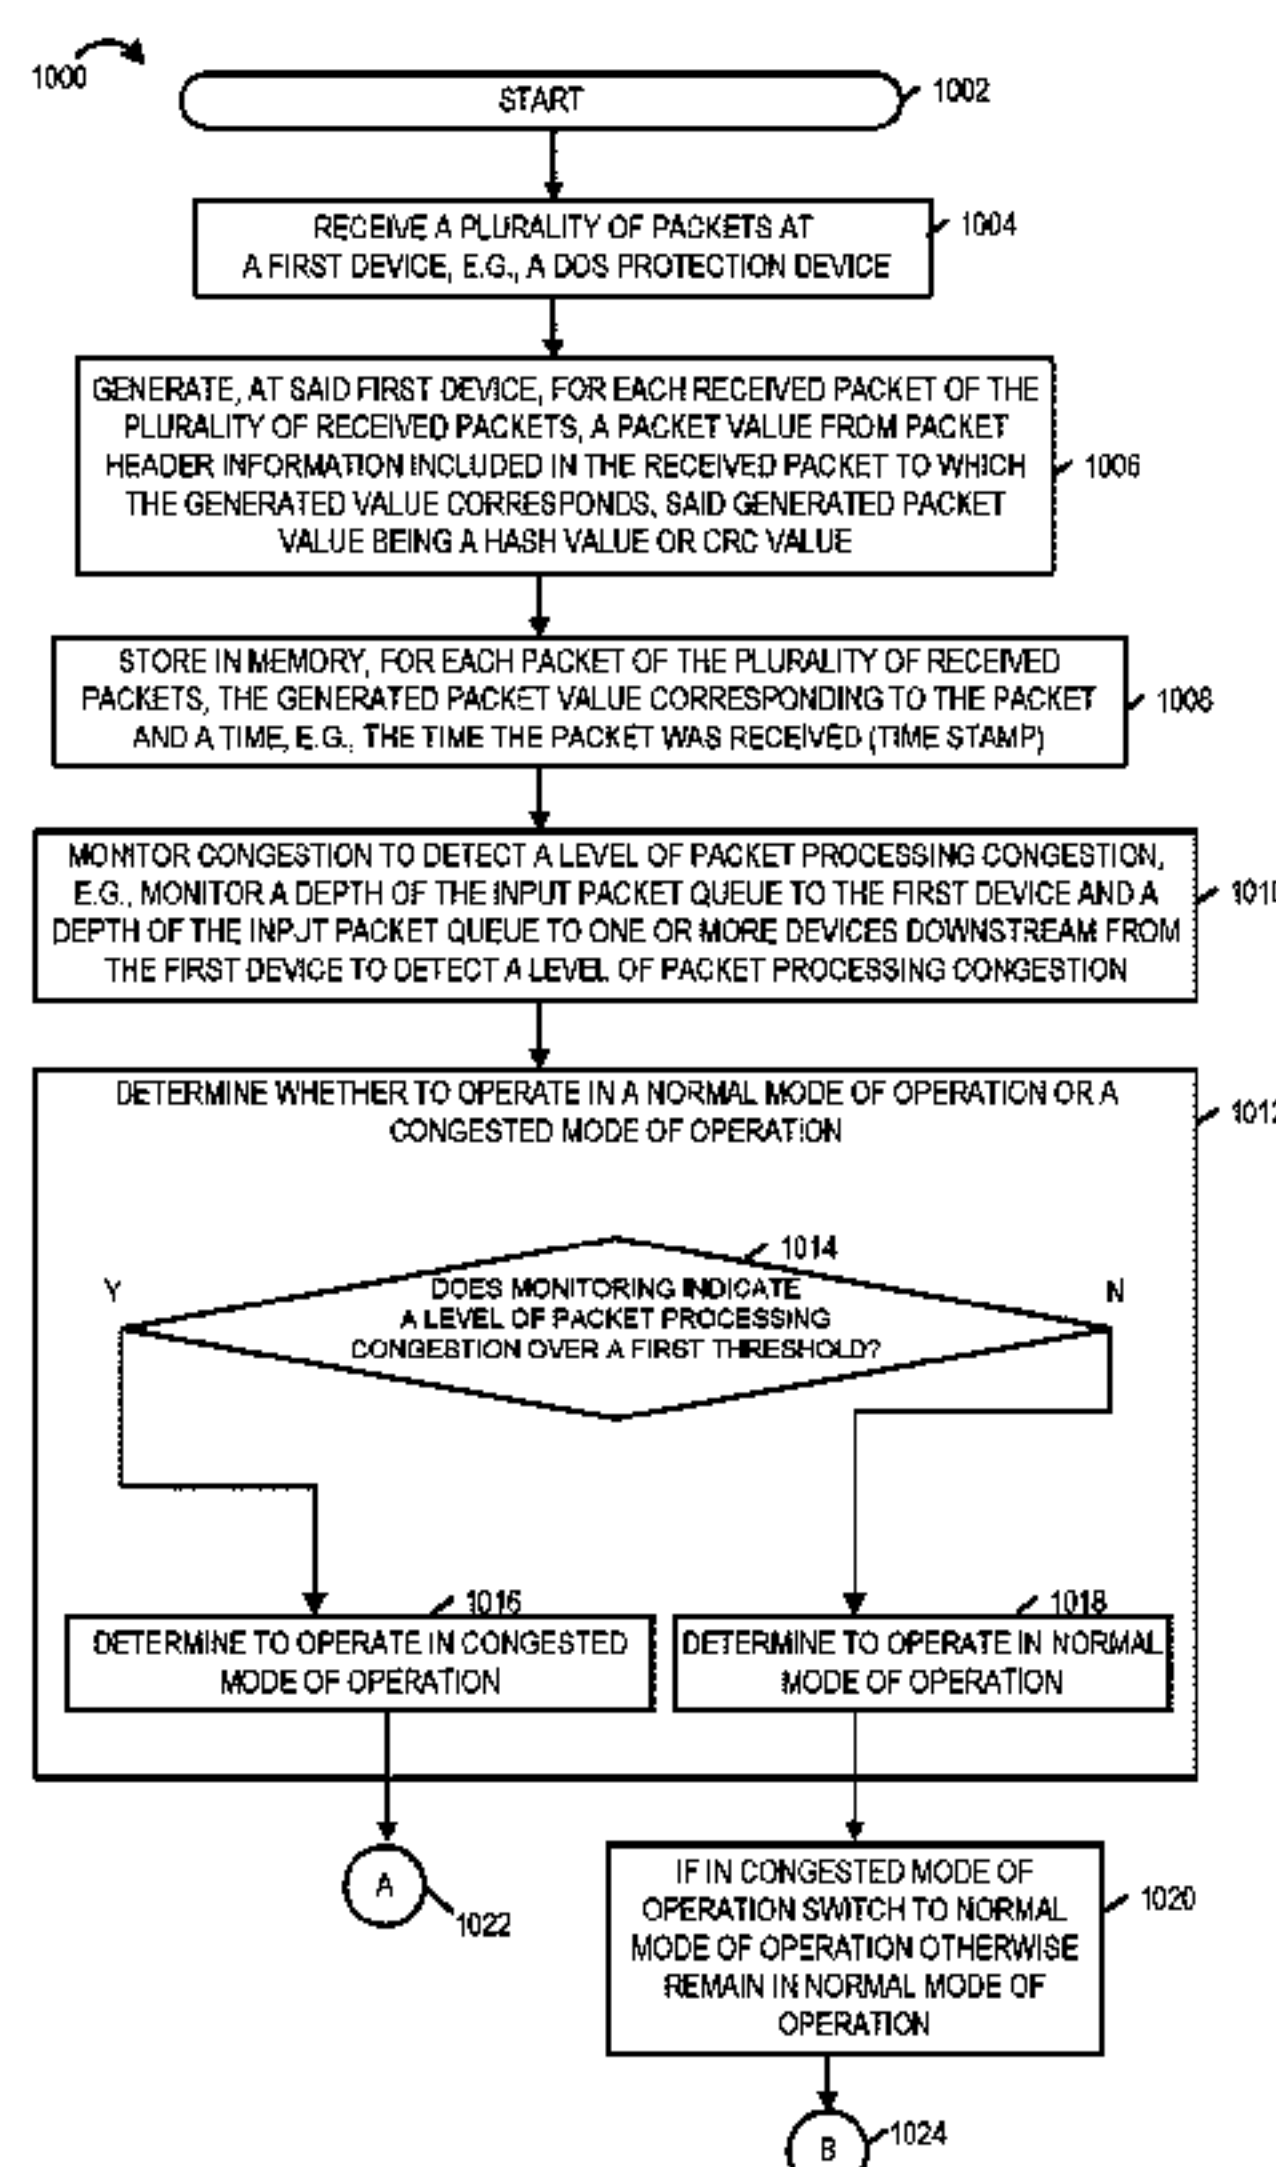 1000
START
1002
RECEIVE A PLURALITY OF PACKETS AT
A FIRST DEVICE, E.G., A DOS PROTECTION DEVICE
1004
GENERATE, AT SAID FIRST DEVICE, FOR EACH RECEIVED PACKET OF THE
PLURALITY OF RECEIVED PACKETS, A PACKET VALUE FROM PACKET
HEADER INFORMATION INCLUDED IN THE RECEIVED PACKET TO WHICH
THE GENERATED VALUE CORRESPONDS, SAID GENERATED PACKET
VALUE BEING A HASH VALUE OR CRC VALUE
1006
STORE IN MEMORY, FOR EACH PACKET OF THE PLURALITY OF RECEIVED
PACKETS, THE GENERATED PACKET VALUE CORRESPONDING TO THE PACKET
AND A TIME, E.G., THE TIME THE PACKET WAS RECEIVED (TIME STAMP)
1008
MONITOR CONGESTION TO DETECT A LEVEL OF PACKET PROCESSING CONGESTION,
E.G., MONITOR A DEPTH OF THE INPUT PACKET QUEUE TO THE FIRST DEVICE AND A
DEPTH OF THE INPUT PACKET QUEUE TO ONE OR MORE DEVICES DOWNSTREAM FROM
THE FIRST DEVICE TO DETECT A LEVEL OF PACKET PROCESSING CONGESTION
1010
DETERMINE WHETHER TO OPERATE IN A NORMAL MODE OF OPERATION OR A
CONGESTED MODE OF OPERATION
1012
1014
Y
DOES MONITORING INDICATE
A LEVEL OF PACKET PROCESSING
CONGESTION OVER A FIRST THRESHOLD?
N
1016
DETERMINE TO OPERATE IN CONGESTED
MODE OF OPERATION
1018
DETERMINE TO OPERATE IN NORMAL
MODE OF OPERATION
A
1022
IF IN CONGESTED MODE OF
OPERATION SWITCH TO NORMAL
MODE OF OPERATION OTHERWISE
REMAIN IN NORMAL MODE OF
OPERATION
1020
B
1024